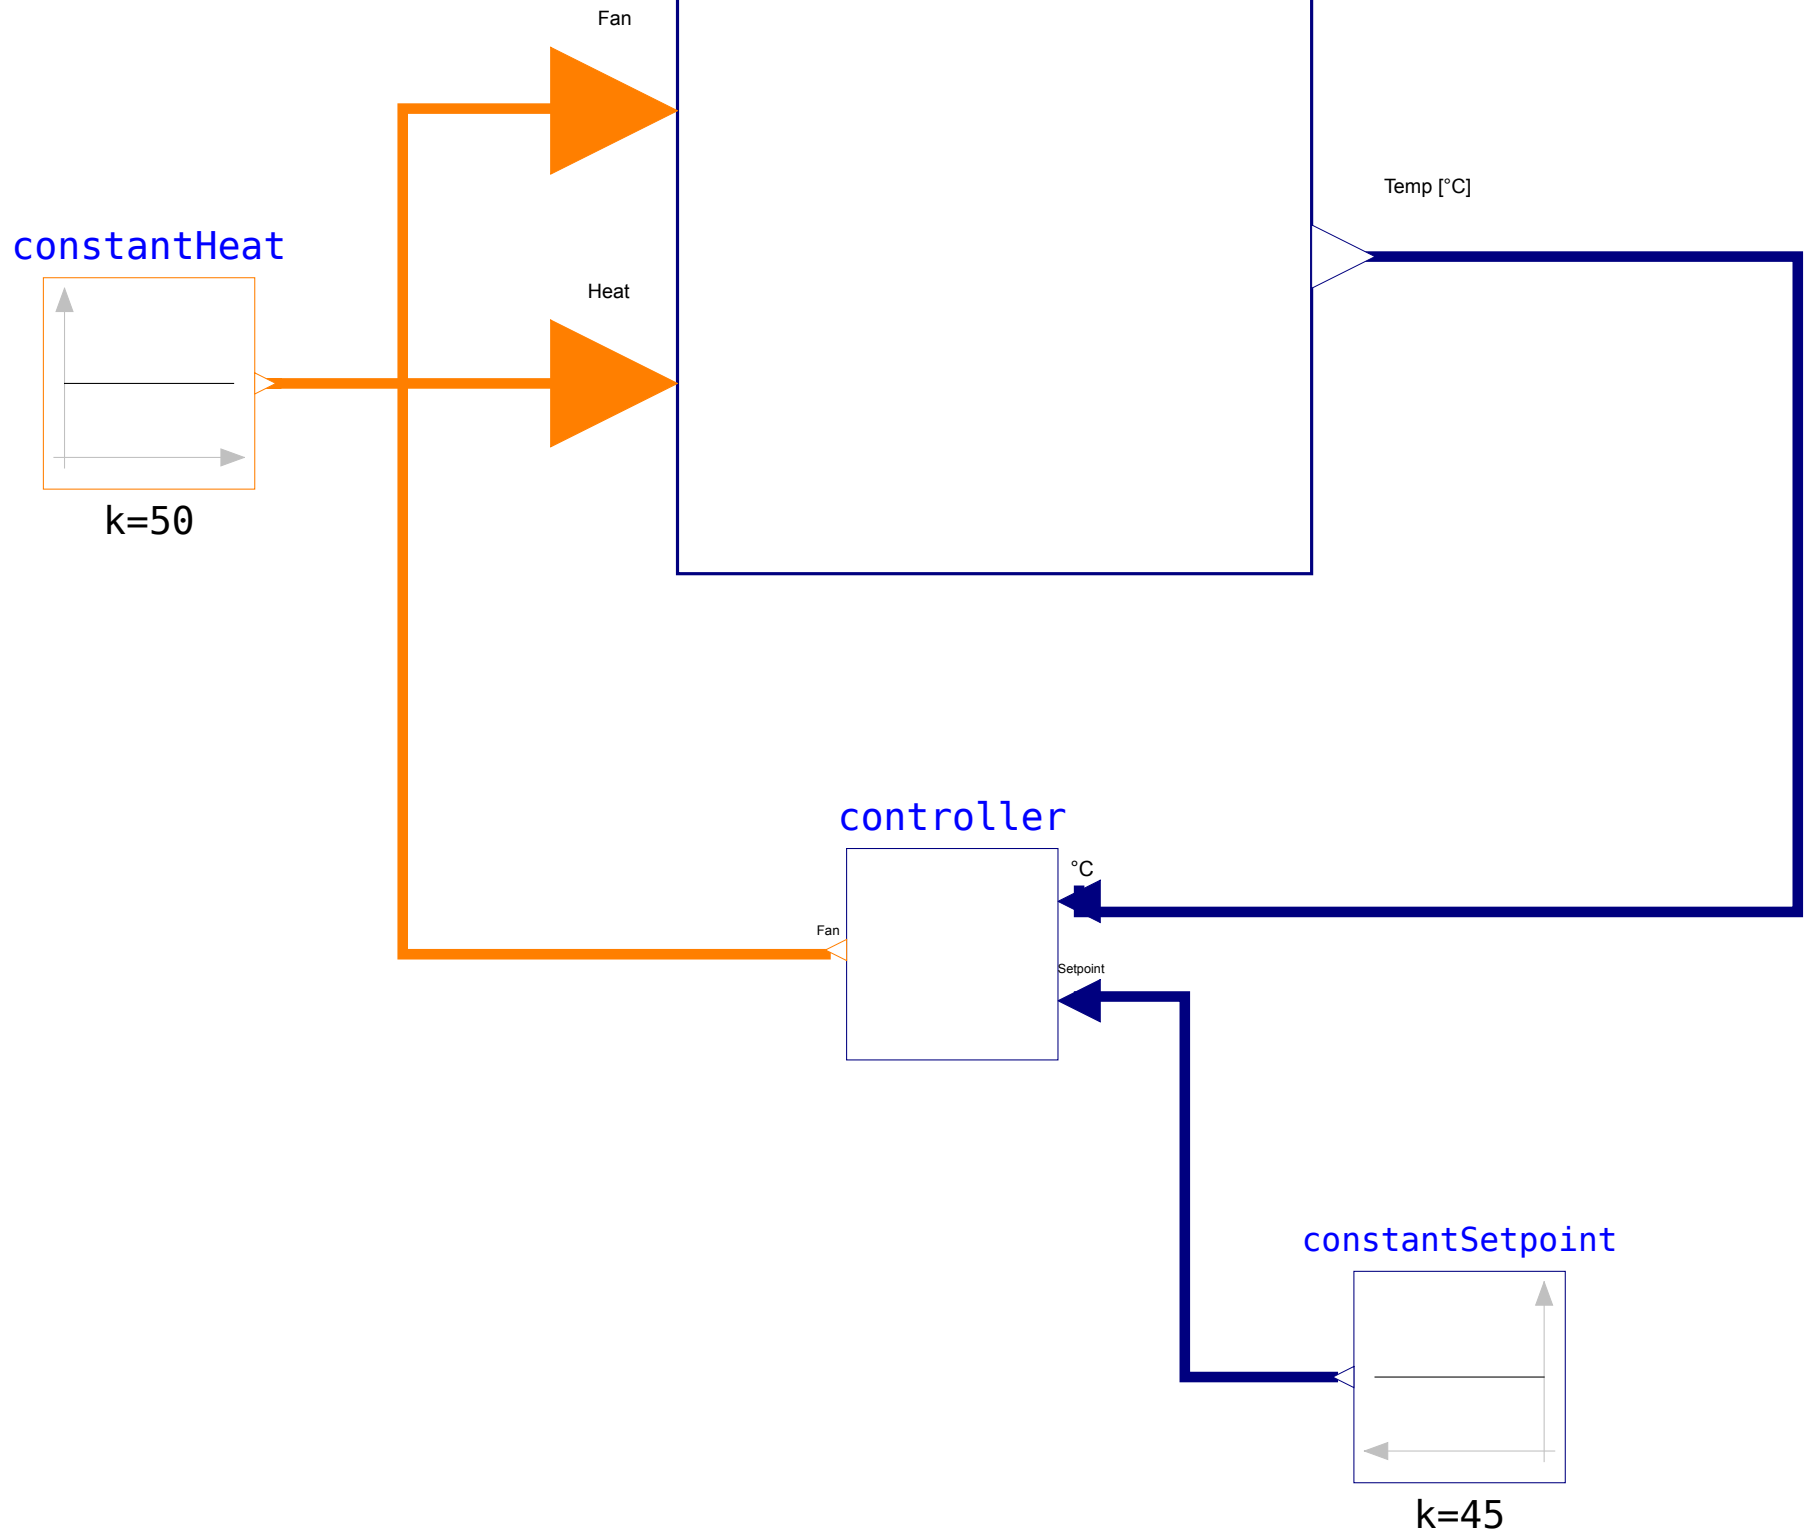 Fan
Temp [°C]
constantHeat
Heat
k=50
controller
°C
Fan
Setpoint
constantSetpoint
k=45